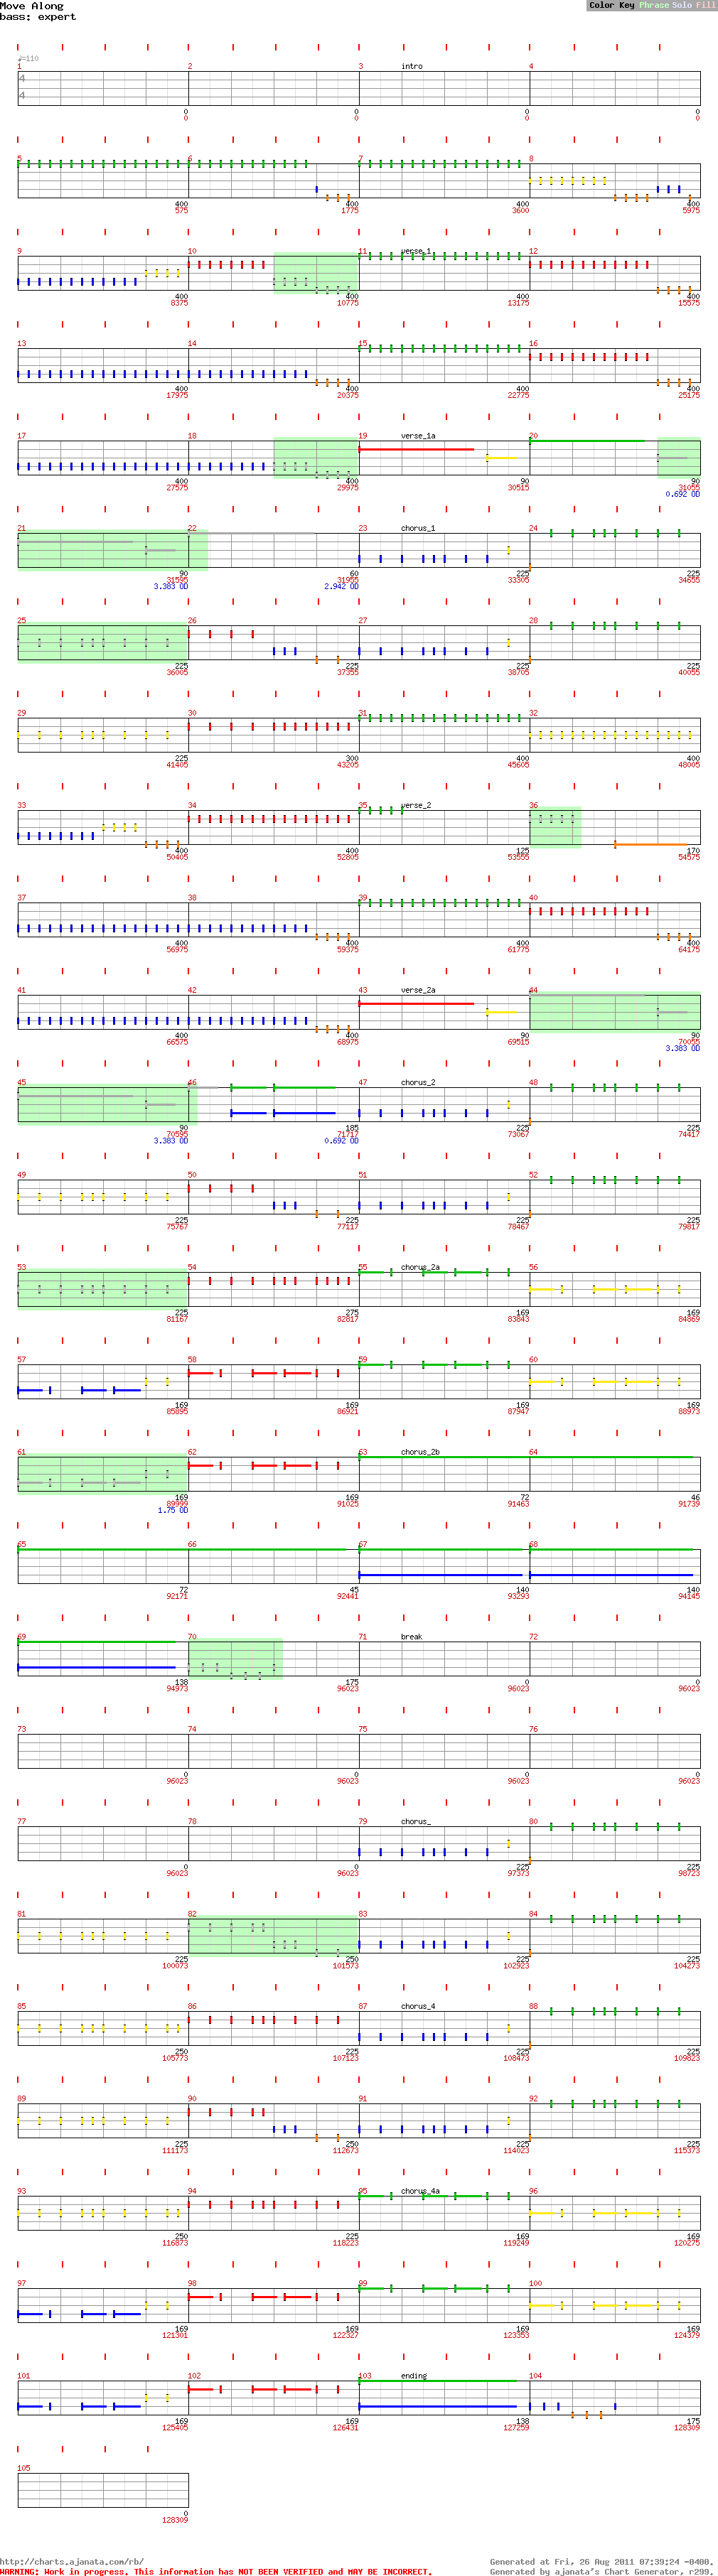 Move Along
bass: expert
Color Key Phrase Solo Fill
♩=110
1 2 3 intro 4
4
4
0 0 0 0
0 0 0 0
5 6 7 8
400 400 400 400
575 1775 3600 5975
9 10 11 verse_1 12
400 400 400 400
8375 10775 13175 15575
13 14 15 16
400 400 400 400
17975 20375 22775 25175
17 18 19 verse_1a 20
400 400 90 90
27575 29975 30515 31055
0.692 OD
21 22 23 chorus_1 24
90 60 225 225
31595 31955 33305 34655
3.383 OD 2.942 OD
25 26 27 28
225 225 225 225
36005 37355 38705 40055
29 30 31 32
225 300 400 400
41405 43205 45605 48005
33 34 35 verse_2 36
400 400 125 170
50405 52805 53555 54575
37 38 39 40
400 400 400 400
56975 59375 61775 64175
41 42 43 verse_2a 44
400 400 90 90
66575 68975 69515 70055
3.383 OD
45 46 47 chorus_2 48
90 185 225 225
70595 71717 73067 74417
3.383 OD 0.692 OD
49 50 51 52
225 225 225 225
75767 77117 78467 79817
53 54 55 chorus_2a 56
225 275 169 169
81167 82817 83843 84869
57 58 59 60
169 169 169 169
85895 86921 87947 88973
61 62 63 chorus_2b 64
169 169 72 46
89999 91025 91463 91739
1.75 OD
65 66 67 68
72 45 140 140
92171 92441 93293 94145
69 70 71 break 72
138 175 0 0
94973 96023 96023 96023
73 74 75 76
0 0 0 0
96023 96023 96023 96023
77 78 79 chorus_ 80
0 0 225 225
96023 96023 97373 98723
81 82 83 84
225 250 225 225
100073 101573 102923 104273
85 86 87 chorus_4 88
250 225 225 225
105773 107123 108473 109823
89 90 91 92
225 250 225 225
111173 112673 114023 115373
93 94 95 chorus_4a 96
250 225 169 169
116873 118223 119249 120275
97 98 99 100
169 169 169 169
121301 122327 123353 124379
101 102 103 ending 104
169 169 138 175
125405 126431 127259 128309
105
0
128309
http://charts.ajanata.com/rb/ Generated at Fri, 26 Aug 2011 07:39:24 -0400.
WARNING: Work in progress. This information has NOT BEEN VERIFIED and MAY BE INCORRECT. Generated by ajanata's Chart Generator, r299.